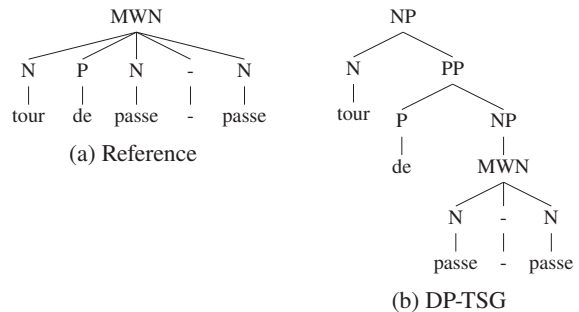 MWN
N P N - N
tour de passe - passe
(a) Reference
NP
N PP
tour P NP
de MWN
N - N
passe - passe
(b) DP-TSG